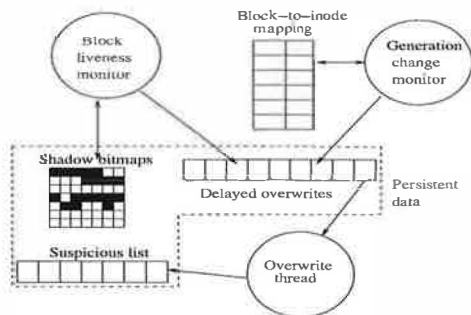 Block
liveness
monitor
Block-to-inode
mapping
Generation
change
monitor
Shadow bitmaps
Delayed overwrites
Persistent
data
Suspicious list
Overwrite
thread